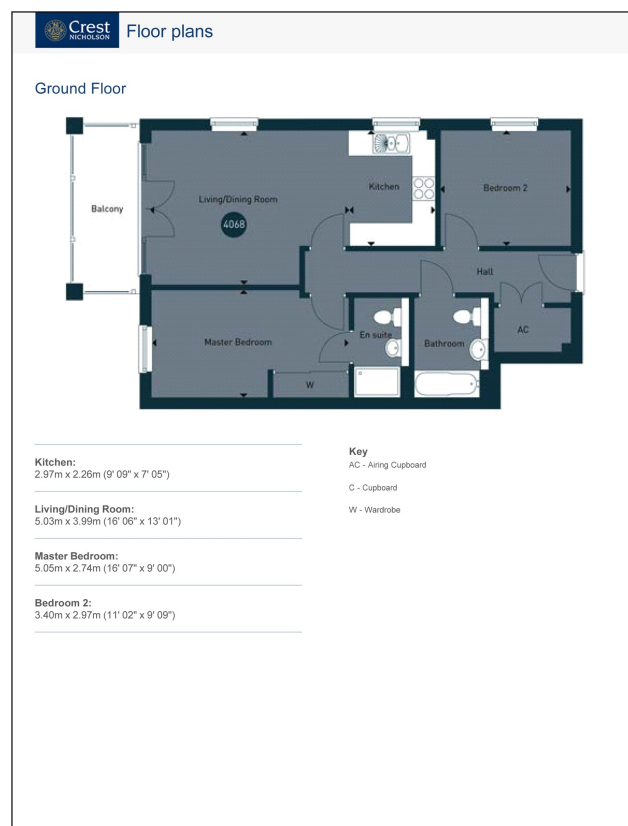 Crest
NICHOLSON
Floor plans
Ground Floor
Balcony
Living/Dining Room
4068
Kitchen
Bedroom 2
Hall
Master Bedroom
En suite
Bathroom
AC
W
Kitchen:
2.97m x 2.26m (9' 09" x 7' 05")
Living/Dining Room:
5.03m x 3.99m (16' 06" x 13' 01")
Master Bedroom:
5.05m x 2.74m (16' 07" x 9' 00")
Bedroom 2:
3.40m x 2.97m (11' 02" x 9' 09")
Key
AC - Airing Cupboard
C - Cupboard
W - Wardrobe